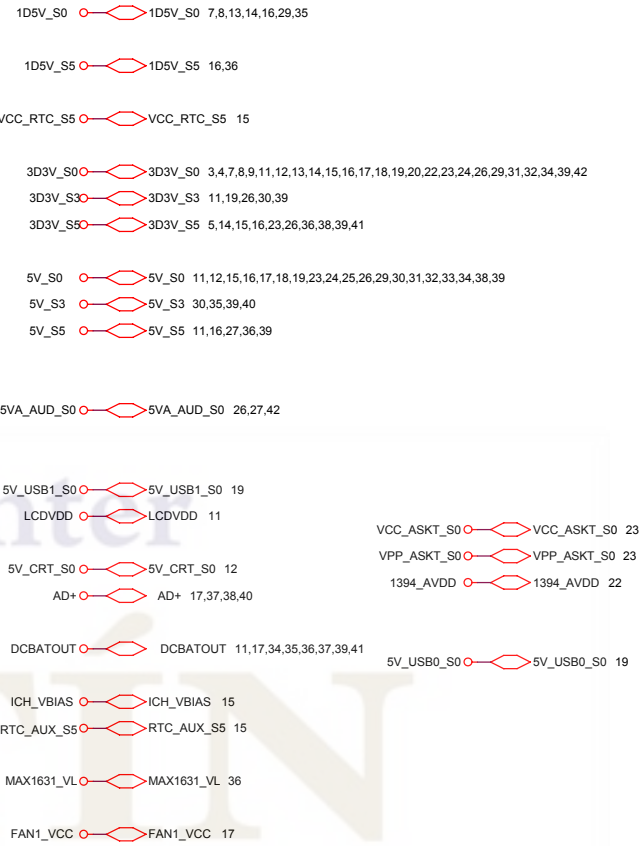 1D5V_S0 1D5V_S0 7,8,13,14,16,29,35
1D5V_S5 1D5V_S5 16,36
VCC_RTC_S5 VCC_RTC_S5 15
3D3V_S0 3D3V_S0 3,4,7,8,9,11,12,13,14,15,16,17,18,19,20,22,23,24,26,29,31,32,34,39,42
3D3V_S3 3D3V_S3 11,19,26,30,39
3D3V_S5 3D3V_S5 5,14,15,16,23,26,36,38,39,41
5V_S0 5V_S0 11,12,15,16,17,18,19,23,24,25,26,29,30,31,32,33,34,38,39
5V_S3 5V_S3 30,35,39,40
5V_S5 5V_S5 11,16,27,36,39
5VA_AUD_S0 5VA_AUD_S0 26,27,42
5V_USB1_S0 5V_USB1_S0 19
LCDVDD LCDVDD 11
5V_CRT_S0 5V_CRT_S0 12
AD+ AD+ 17,37,38,40
DCBATOUT DCBATOUT 11,17,34,35,36,37,39,41
ICH_VBIAS ICH_VBIAS 15
RTC_AUX_S5 RTC_AUX_S5 15
MAX1631_VL MAX1631_VL 36
FAN1_VCC FAN1_VCC 17
VCC_ASKT_S0 VCC_ASKT_S0 23
VPP_ASKT_S0 VPP_ASKT_S0 23
1394_AVDD 1394_AVDD 22
5V_USB0_S0 5V_USB0_S0 19